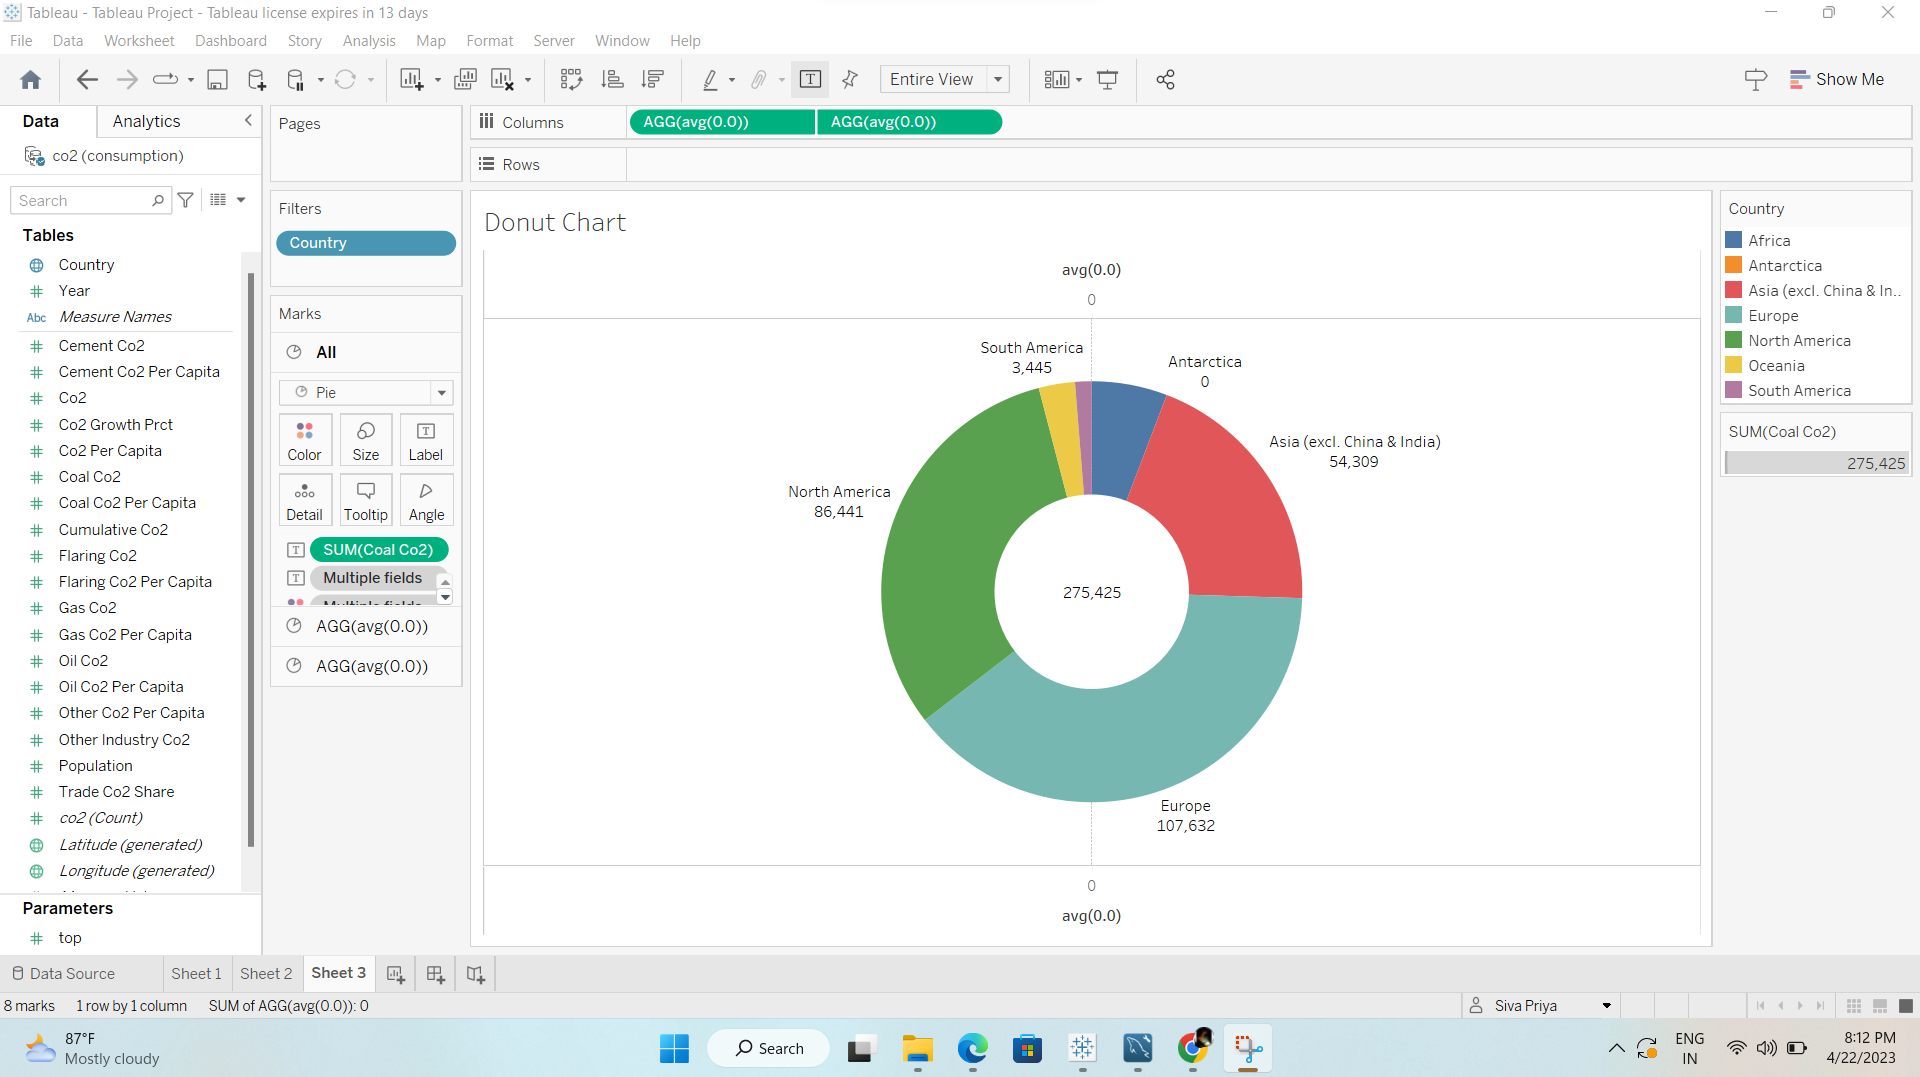 Tableau - Tableau Project - Tableau license expires in 13 days
File Data Worksheet Dashboard Story Analysis Map Format Server Window Help
Entire View
Show Me
Data Analytics
co2 (consumption)
Search
Tables
Country
Year
Abc Measure Names
Cement Co2
Cement Co2 Per Capita
Co2
Co2 Growth Prct
Co2 Per Capita
Coal Co2
Coal Co2 Per Capita
Cumulative Co2
Flaring Co2
Flaring Co2 Per Capita
Gas Co2
Gas Co2 Per Capita
Oil Co2
Oil Co2 Per Capita
Other Co2 Per Capita
Other Industry Co2
Population
Trade Co2 Share
co2 (Count)
Latitude (generated)
Longitude (generated)
Parameters
top
Pages
Filters
Country
Marks
All
Pie
Color Size Label
Detail Tooltip Angle
SUM(Coal Co2)
Multiple fields
AGG(avg(0.0))
AGG(avg(0.0))
Columns AGG(avg(0.0)) AGG(avg(0.0))
Rows
Donut Chart
avg(0.0)
0
South America
3,445
Antarctica
0
Asia (excl. China & India)
54,309
North America
86,441
275,425
Europe
107,632
0
avg(0.0)
Country
Africa
Antarctica
Asia (excl. China & In..
Europe
North America
Oceania
South America
SUM(Coal Co2)
275,425
Data Source Sheet 1 Sheet 2 Sheet 3
8 marks 1 row by 1 column SUM of AGG(avg(0.0)): 0
Siva Priya
87°F
Mostly cloudy
Search
ENG
IN
8:12 PM
4/22/2023